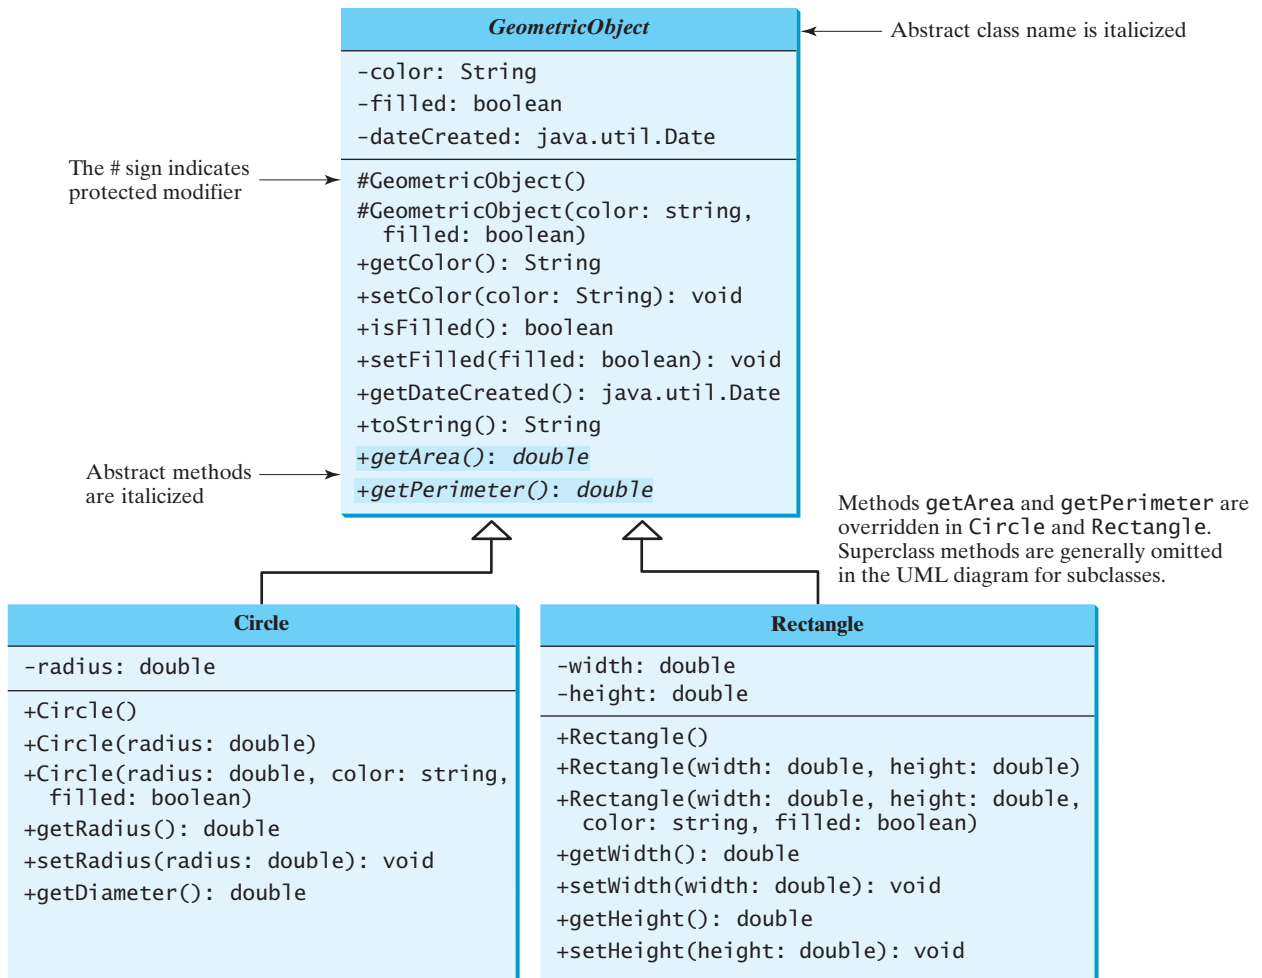 GeometricObject
Abstract class name is italicized
-color: String
-filled: boolean
-dateCreated: java.util.Date
The # sign indicates
protected modifier
#GeometricObject()
#GeometricObject(color: string,
filled: boolean)
+getColor(): String
+setColor(color: String): void
+isFilled(): boolean
+setFilled(filled: boolean): void
+getDateCreated(): java.util.Date
+toString(): String
+getArea(): double
+getPerimeter(): double
Abstract methods
are italicized
Methods getArea and getPerimeter are
overridden in Circle and Rectangle.
Superclass methods are generally omitted
in the UML diagram for subclasses.
Circle
-radius: double
+Circle()
+Circle(radius: double)
+Circle(radius: double, color: string,
filled: boolean)
+getRadius(): double
+setRadius(radius: double): void
+getDiameter(): double
Rectangle
-width: double
-height: double
+Rectangle()
+Rectangle(width: double, height: double)
+Rectangle(width: double, height: double,
color: string, filled: boolean)
+getWidth(): double
+setWidth(width: double): void
+getHeight(): double
+setHeight(height: double): void